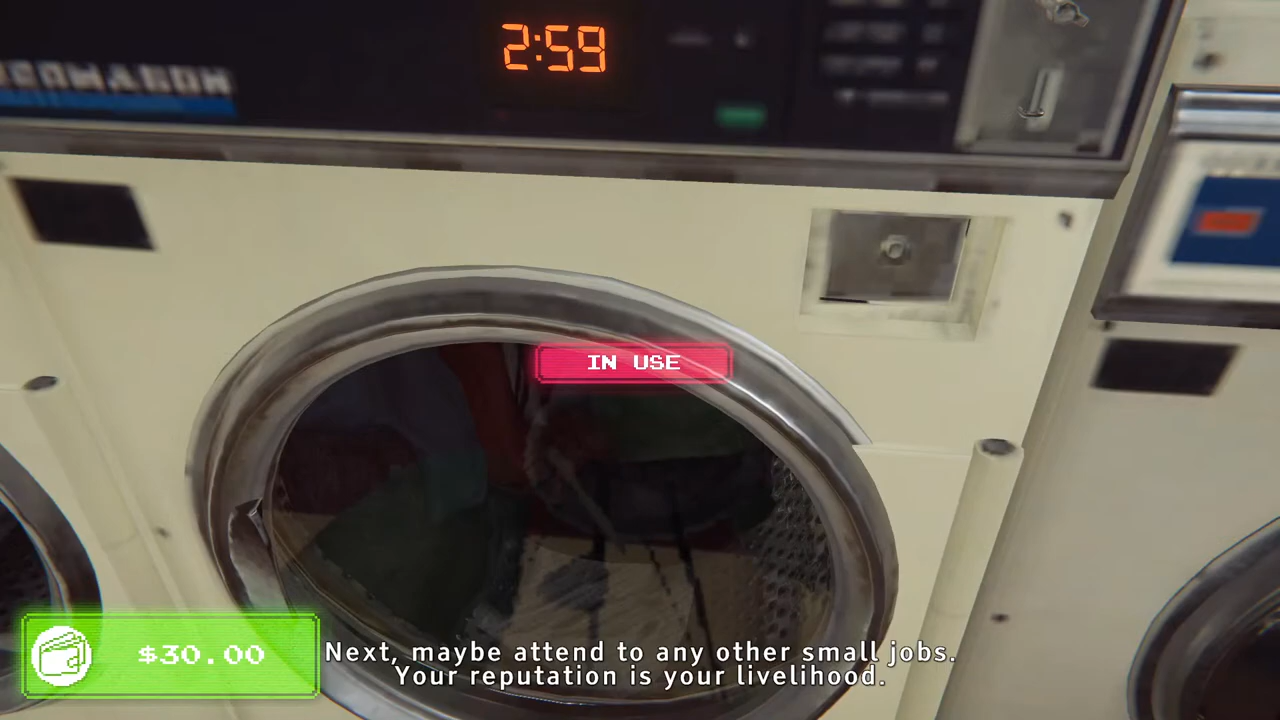 2:59
IN USE
$30.00
Next, maybe attend to any other small jobs.
Your reputation is your livelihood.